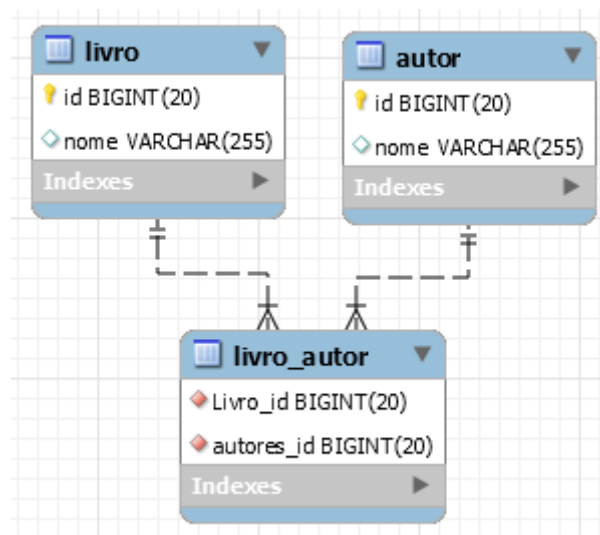 livro
id BIGINT(20)
nome VARCHAR(255)
Indexes
autor
id BIGINT(20)
nome VARCHAR(255)
Indexes
livro_autor
Livro_id BIGINT(20)
autores_id BIGINT(20)
Indexes